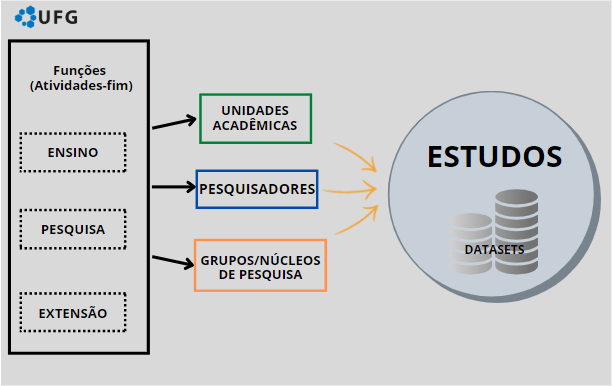 UFG
Funções
(Atividades-fim)
ENSINO
PESQUISA
EXTENSÃO
UNIDADES
ACADÊMICAS
PESQUISADORES
GRUPOS/NÚCLEOS
DE PESQUISA
ESTUDOS
DATASETS